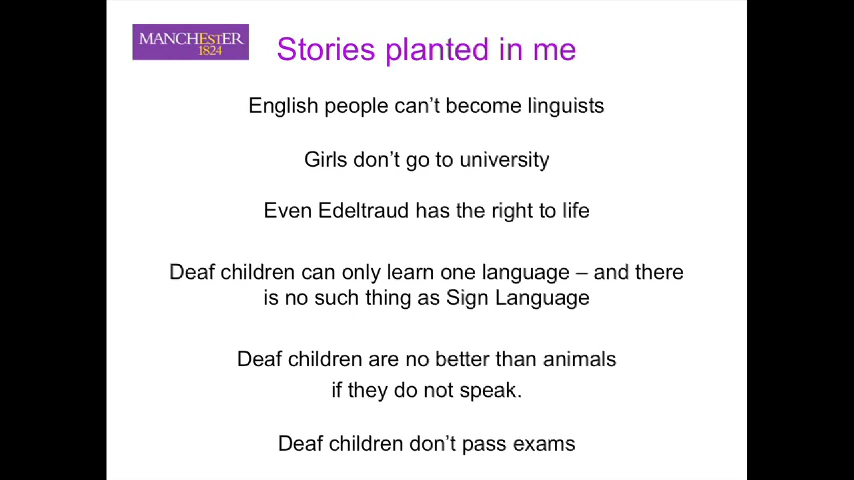 MANCHESTER
1824
Stories planted in me
English people can't become linguists
Girls don't go to university
Even Edeltraud has the right to life
Deaf children can only learn one language – and there
is no such thing as Sign Language
Deaf children are no better than animals
if they do not speak.
Deaf children don't pass exams